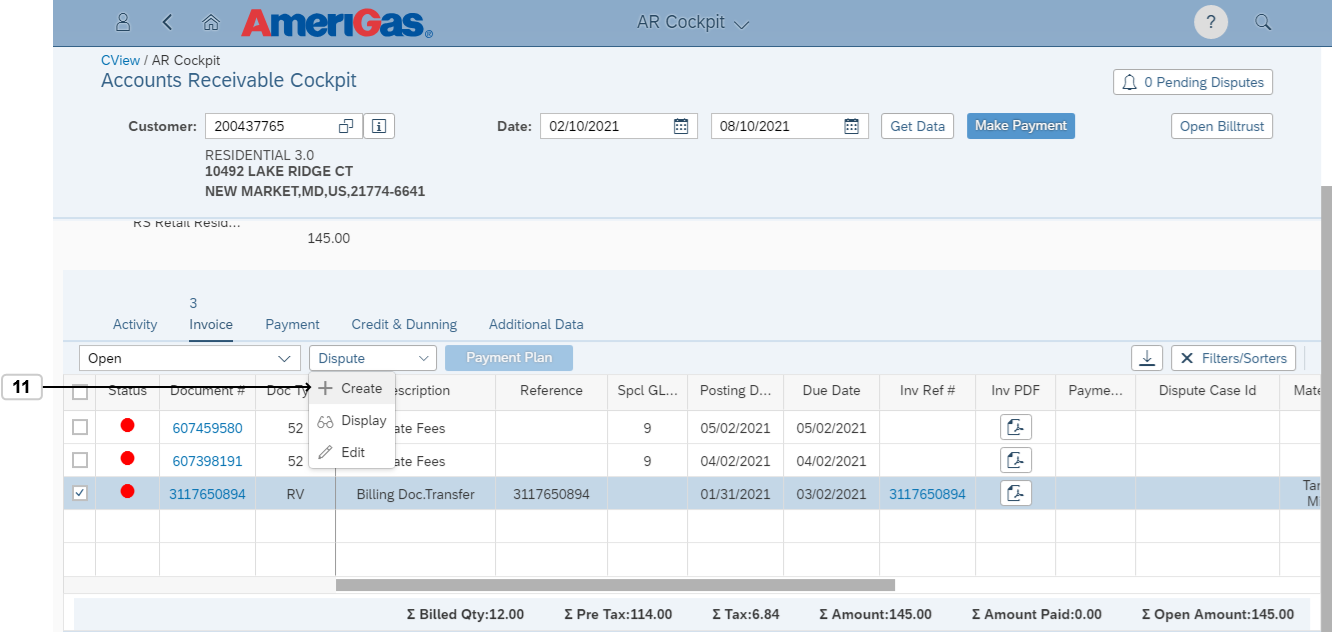 AmeriGas.
AR Cockpit
?
CView / AR Cockpit
Accounts Receivable Cockpit
0 Pending Disputes
Customer: 200437765
Date: 02/10/2021 08/10/2021 Get Data Make Payment Open Billtrust
RESIDENTIAL 3.0
10492 LAKE RIDGE CT
NEW MARKET,MD,US,21774-6641
RS Retail Resid...
145.00
3
Activity Invoice Payment Credit & Dunning Additional Data
Open Dispute Payment Plan Filters/Sorters
11
Create
Display
Edit
Status Document # Doc Ty escription Reference Spcl GL... Posting D... Due Date Inv Ref # Inv PDF Payme... Dispute Case Id Mate
607459580 52 ate Fees 9 05/02/2021 05/02/2021
607398191 52 ate Fees 9 04/02/2021 04/02/2021
3117650894 RV Billing Doc.Transfer 3117650894 01/31/2021 03/02/2021 3117650894 Tan
M
Σ Billed Qty:12.00 Σ Pre Tax:114.00 Σ Tax:6.84 Σ Amount:145.00 Σ Amount Paid:0.00 Σ Open Amount:145.00